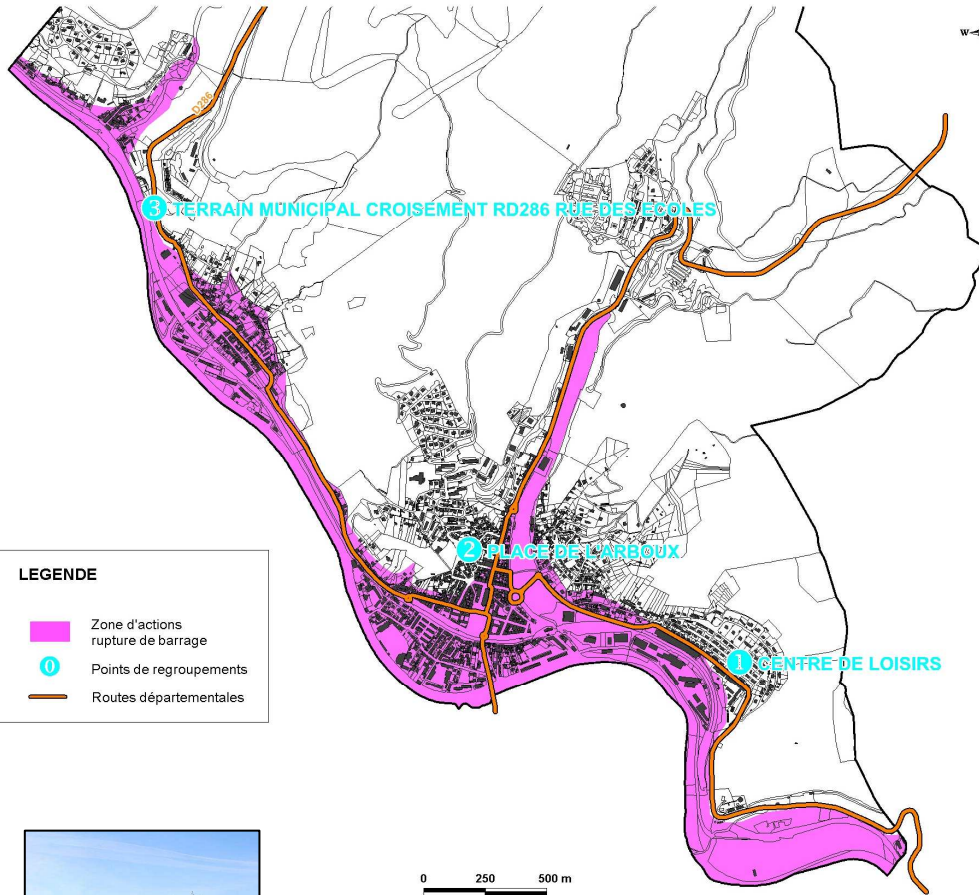 W
D286
3 TERRAIN MUNICIPAL CROISEMENT RD286 RUE DES ECOLES
2 PLACE DE L'ARBOUX
1 CENTRE DE LOISIRS
LEGENDE
Zone d'actions
rupture de barrage
0 Points de regroupements
Routes départementales
0 250 500 m